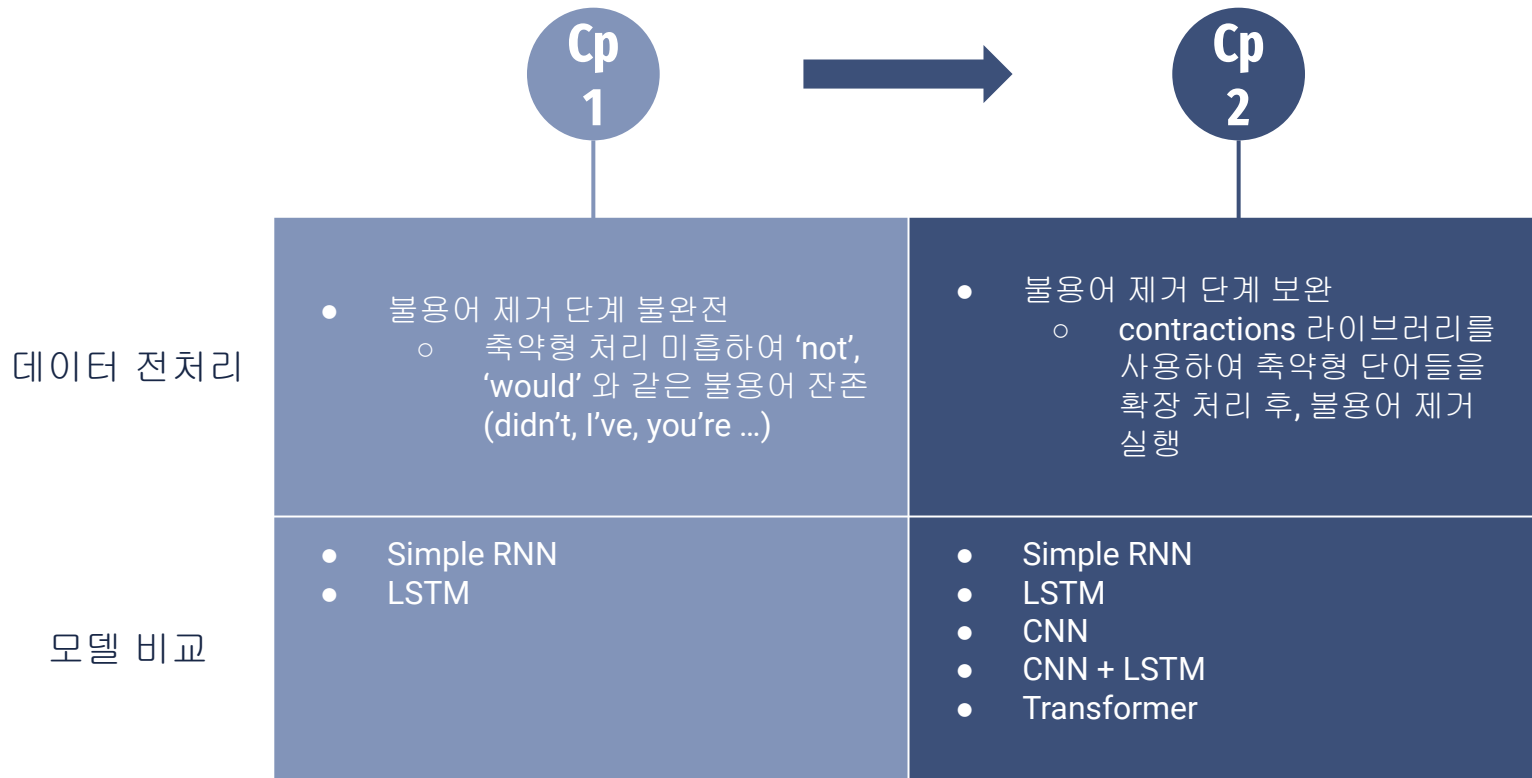 Cp
1
Cp
2
데이터 전처리
● 불용어 제거 단계 불완전
○ 축약형 처리 미흡하여 ‘not’,
‘would’ 와 같은 불용어 잔존
(didn’t, I’ve, you’re …)
● 불용어 제거 단계 보완
○ contractions 라이브러리를
사용하여 축약형 단어들을
확장 처리 후, 불용어 제거
실행
모델 비교
● Simple RNN
● LSTM
● Simple RNN
● LSTM
● CNN
● CNN + LSTM
● Transformer